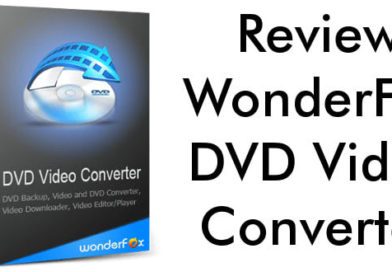 DVD
DVD Video Converter
DVD Backup, Video and DVD Converter,
Video Downloader, Video Editor/Player
wonderfox
Review
WonderF
DVD Vid
Converte